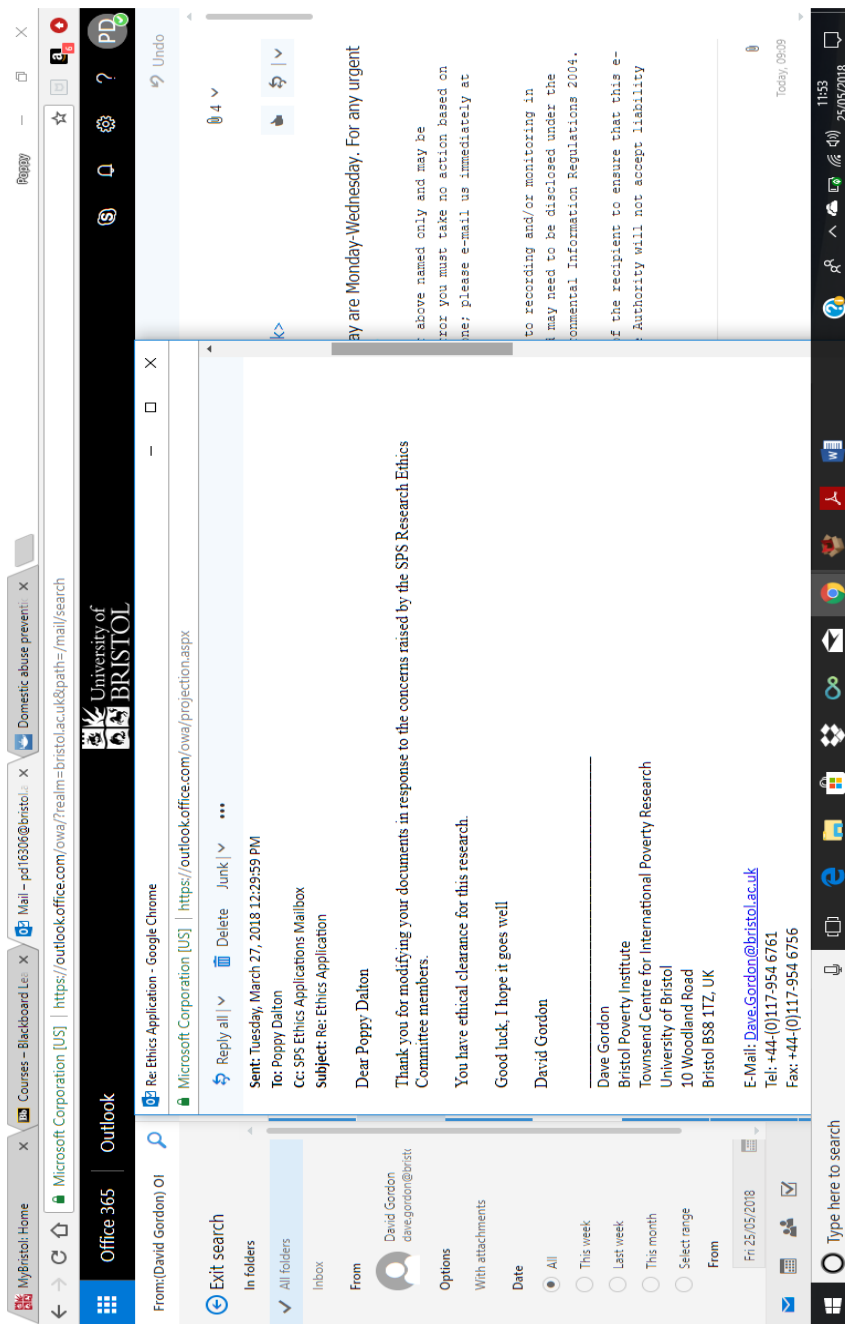 MyBristol: Home
Courses – Blackboard Lea
Mail – pd16306@bristol.a
Domestic abuse preventi
Poppy
Microsoft Corporation [US] | https://outlook.office.com/owa/?realm=bristol.ac.uk&path=/mail/search
Office 365 Outlook
University of
BRISTOL
PD
From:(David Gordon) OI
Undo
Exit search
In folders
All folders
Inbox
From
David Gordon
dave.gordon@bristo
Options
With attachments
Date
All
This week
Last week
This month
Select range
From
Fri 25/05/2018
Re: Ethics Application - Google Chrome
Microsoft Corporation [US] | https://outlook.office.com/owa/projection.aspx
Reply all | Delete Junk | •••
Sent: Tuesday, March 27, 2018 12:29:59 PM
To: Poppy Dalton
Cc: SPS Ethics Applications Mailbox
Subject: Re: Ethics Application
Dear Poppy Dalton
Thank you for modifying your documents in response to the concerns raised by the SPS Research Ethics
Committee members.
You have ethical clearance for this research.
Good luck, I hope it goes well
David Gordon
Dave Gordon
Bristol Poverty Institute
Townsend Centre for International Poverty Research
University of Bristol
10 Woodland Road
Bristol BS8 1TZ, UK
E-Mail: Dave.Gordon@bristol.ac.uk
Tel: +44-(0)117-954 6761
Fax: +44-(0)117-954 6756
4
k>
ay are Monday-Wednesday. For any urgent
above named only and may be
ror you must take no action based on
one; please e-mail us immediately at
to recording and/or monitoring in
may need to be disclosed under the
ronmental Information Regulations 2004.
of the recipient to ensure that this e-
Authority will not accept liability
Today, 09:09
Type here to search
11:53
25/05/2018